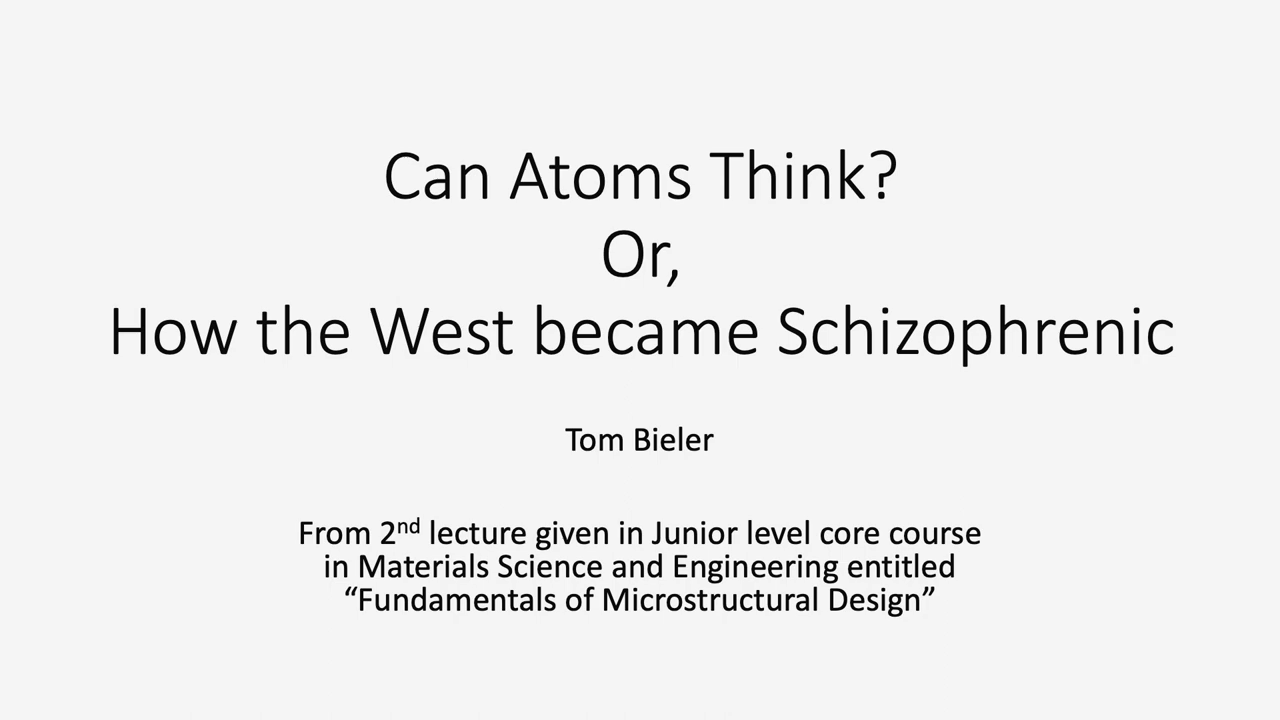 Can Atoms Think?
Or,
How the West became Schizophrenic
Tom Bieler
From 2nd lecture given in Junior level core course
in Materials Science and Engineering entitled
“Fundamentals of Microstructural Design”